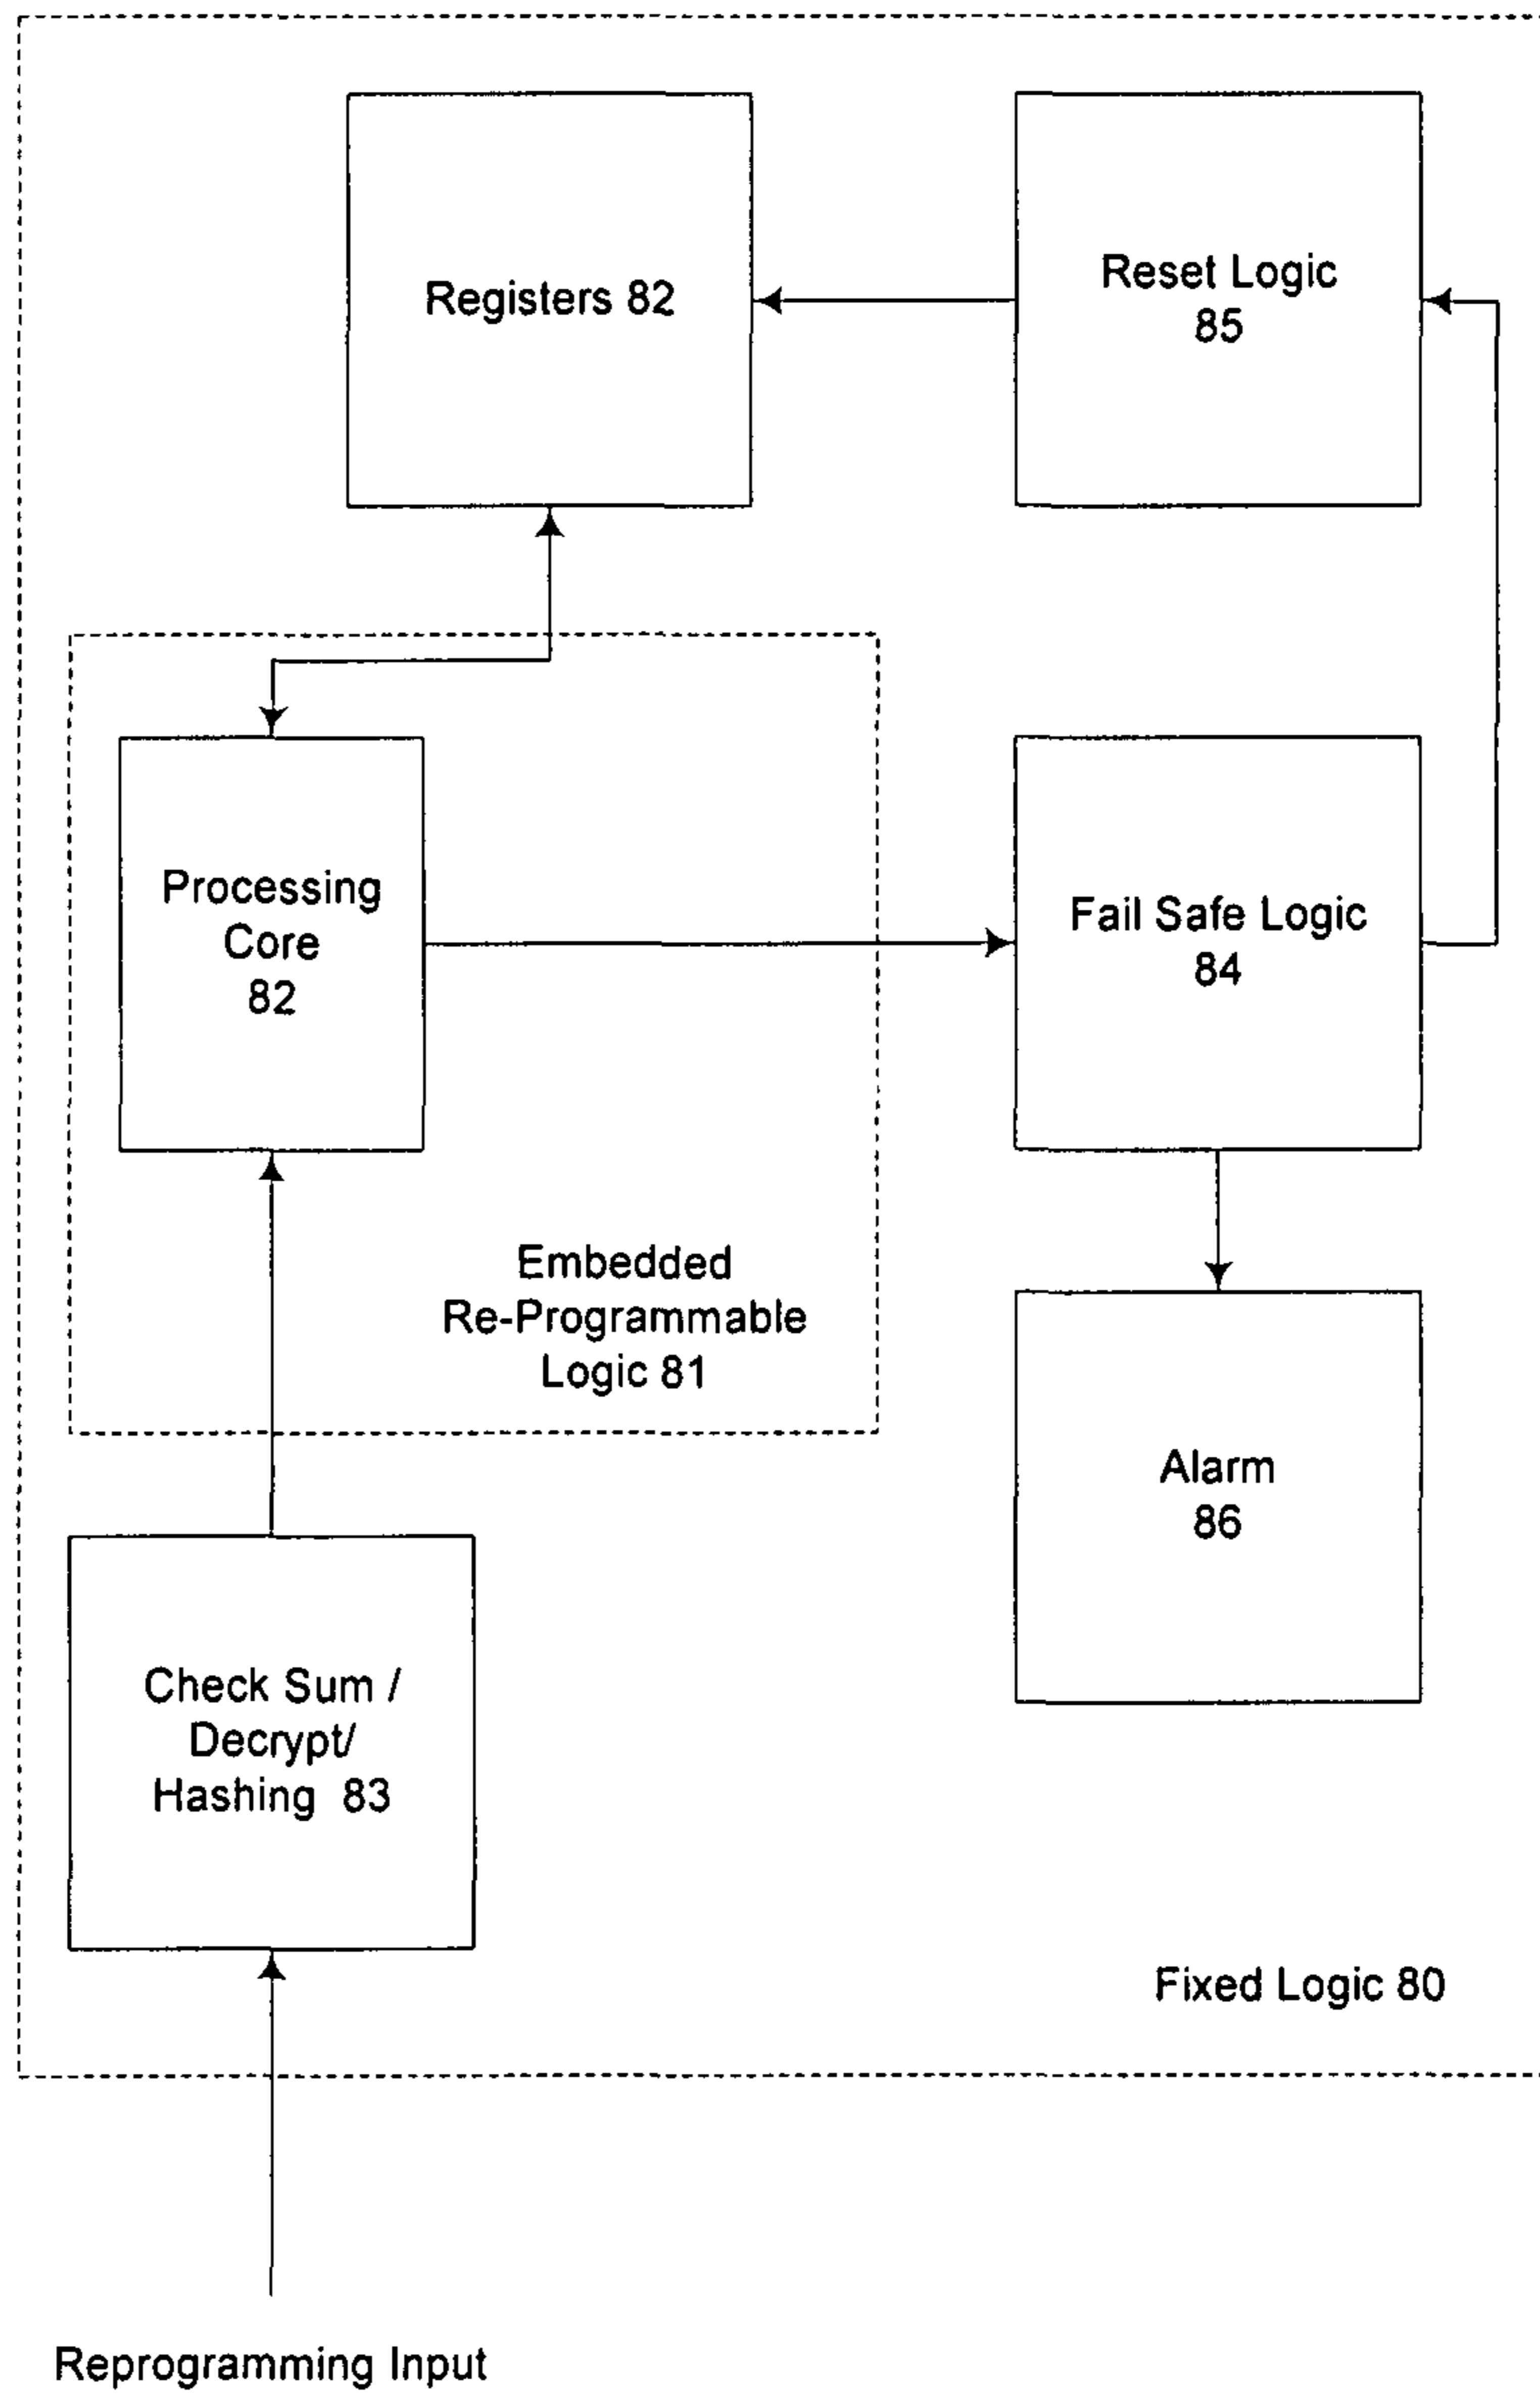 Registers 82
Reset Logic
85
Processing
Core
82
Fail Safe Logic
84
Embedded
Re-Programmable
Logic 81
Alarm
86
Check Sum /
Decrypt/
Hashing 83
Fixed Logic 80
Reprogramming Input